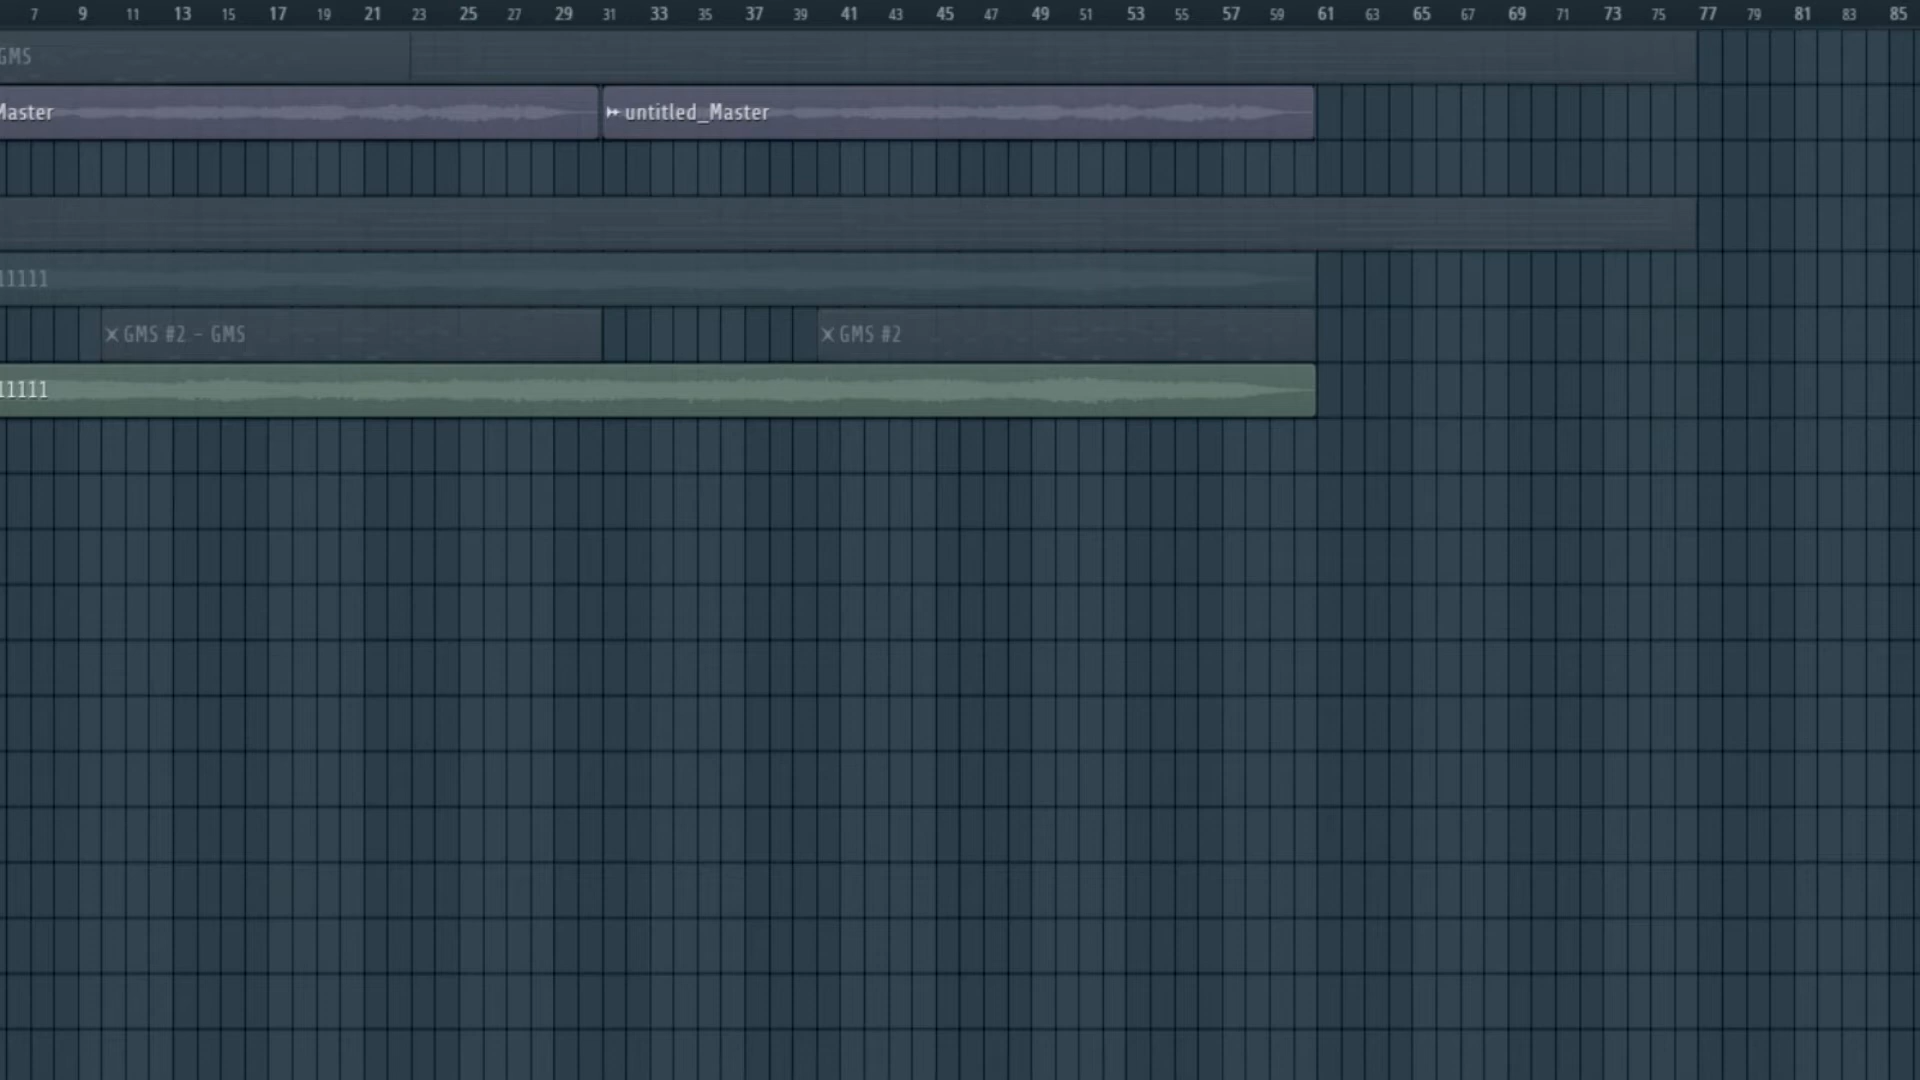 7 9 11 13 15 17 19 21 23 25 27 29 31 33 35 37 39 41 43 45 47 49 51 53 55 57 59 61 63 65 67 69 71 73 75 77 79 81 83 85
GMS
Master untitled_Master
11111
GMS #2 - GMS GMS #2
11111